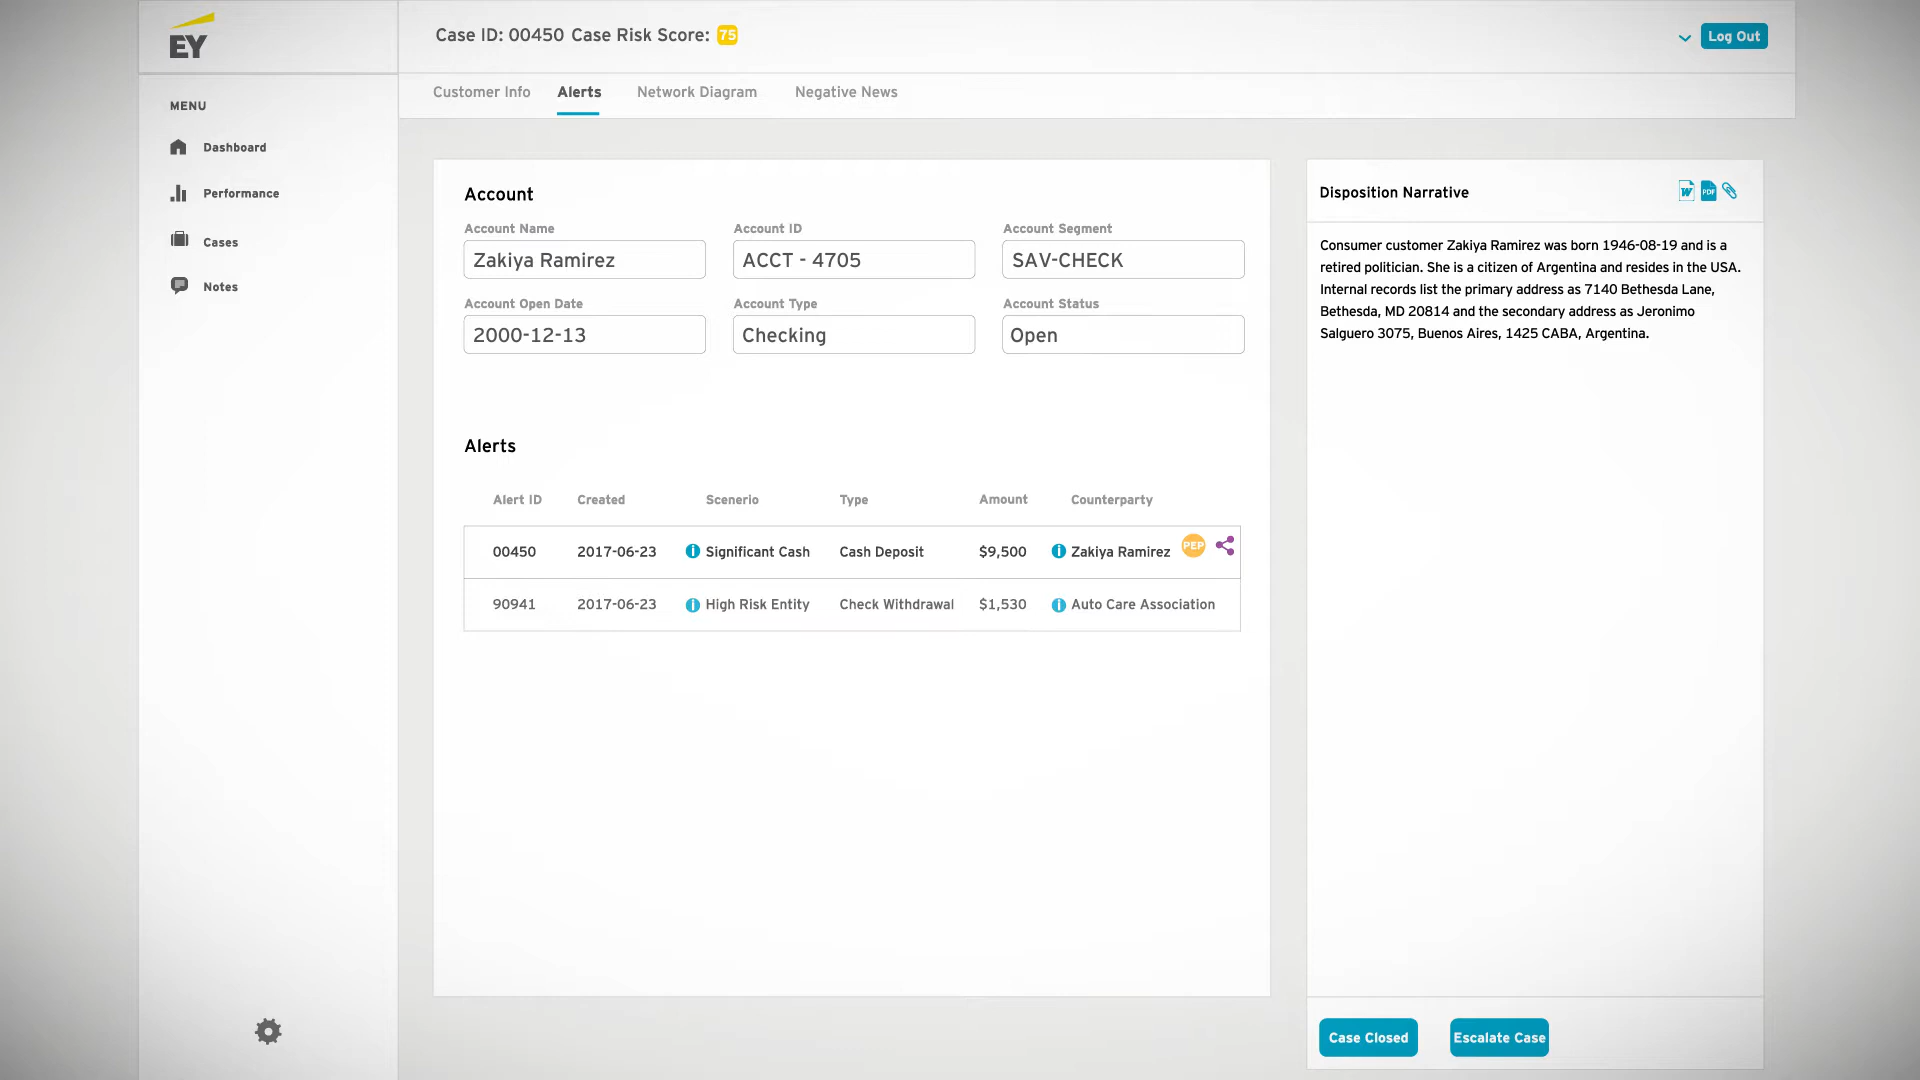 EY
Case ID: 00450 Case Risk Score: 75
Log Out
Customer Info Alerts Network Diagram Negative News
MENU
Dashboard
Performance
Cases
Notes
Account
Account Name Account ID Account Segment
Zakiya Ramirez ACCT - 4705 SAV-CHECK
Account Open Date Account Type Account Status
2000-12-13 Checking Open
Alerts
Alert ID Created Scenerio Type Amount Counterparty
00450 2017-06-23 i Significant Cash Cash Deposit $9,500 i Zakiya Ramirez PEP
90941 2017-06-23 i High Risk Entity Check Withdrawal $1,530 i Auto Care Association
Disposition Narrative W PDF
Consumer customer Zakiya Ramirez was born 1946-08-19 and is a
retired politician. She is a citizen of Argentina and resides in the USA.
Internal records list the primary address as 7140 Bethesda Lane,
Bethesda, MD 20814 and the secondary address as Jeronimo
Salguero 3075, Buenos Aires, 1425 CABA, Argentina.
Case Closed Escalate Case